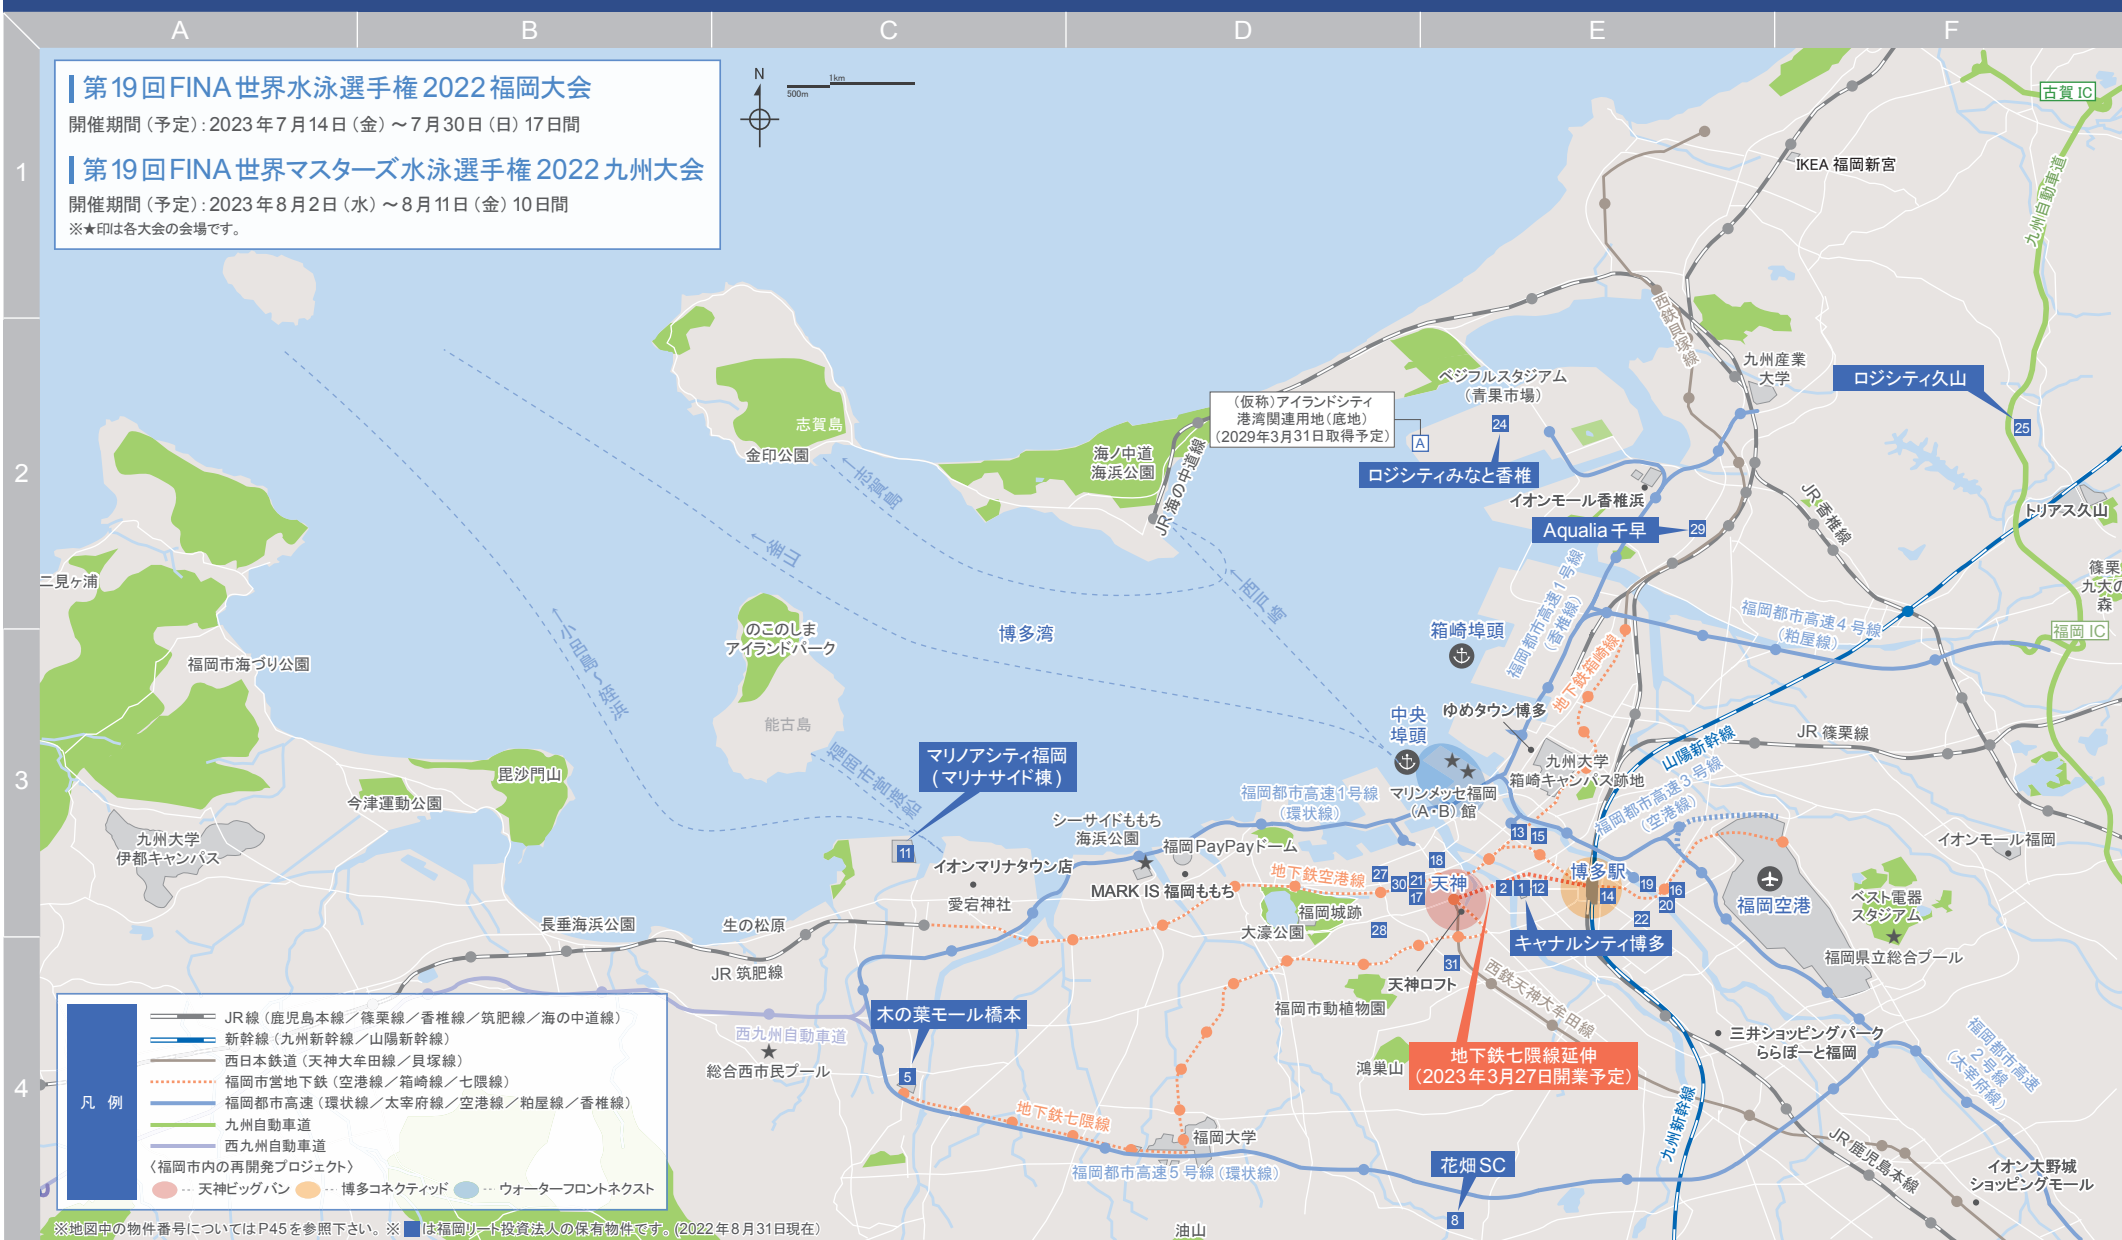 A B C D E F
1
2
3
4
第19回FINA世界水泳選手権2022福岡大会
開催期間(予定):2023年7月14日(金)～7月30日(日)17日間
第19回FINA世界マスターズ水泳選手権2022九州大会
開催期間(予定):2023年8月2日(水)～8月11日(金)10日間
※★印は各大会の会場です。
N
1km
500m
古賀IC
九州自動車道
IKEA 福岡新宮
西鉄貝塚線
九州産業
大学
ロジシティ久山
25
ベジフルスタジアム
(青果市場)
24
(仮称)アイランドシティ
港湾関連用地(底地)
(2029年3月31日取得予定)
A
ロジシティみなと香椎
イオンモール香椎浜
Aqualia千早
29
JR香椎線
トリアス久山
志賀島
金印公園
海ノ中道
海浜公園
JR海の中道線
←志賀島
←釜山
←西戸崎
←小呂島～姪浜
二見ヶ浦
篠栗
九大の
森
福岡IC
福岡都市高速1号線
(香椎線)
福岡都市高速4号線
(粕屋線)
箱崎埠頭
地下鉄箱崎線
のこのしま
アイランドパーク
博多湾
福岡市海づり公園
能古島
福岡市営渡船
中央
埠頭
ゆめタウン博多
JR篠栗線
山陽新幹線
九州大学
箱崎キャンパス跡地
マリノアシティ福岡
(マリナサイド棟)
毘沙門山
今津運動公園
福岡都市高速1号線
(環状線)
マリンメッセ福岡
(A・B)館
福岡都市高速3号線
(空港線)
九州大学
伊都キャンパス
シーサイドももち
海浜公園
福岡PayPayドーム
13
15
イオンモール福岡
11
イオンマリナタウン店
愛宕神社
MARK IS 福岡ももち
地下鉄空港線
18
27
30
21
17
天神
2
1
12
博多駅
14
19
16
20
22
福岡空港
ベスト電器
スタジアム
福岡城跡
大濠公園
28
長垂海浜公園
生の松原
キャナルシティ博多
福岡県立総合プール
JR筑肥線
31
天神ロフト
西鉄天神大牟田線
福岡市動植物園
木の葉モール橋本
西九州自動車道
総合西市民プール
5
鴻巣山
地下鉄七隈線延伸
(2023年3月27日開業予定)
三井ショッピングパーク
ららぽーと福岡
福岡都市高速
2号線
(太宰府線)
九州新幹線
地下鉄七隈線
福岡大学
福岡都市高速5号線(環状線)
JR鹿児島本線
花畑SC
8
イオン大野城
ショッピングモール
油山
凡例
JR線(鹿児島本線／篠栗線／香椎線／筑肥線／海の中道線)
新幹線(九州新幹線／山陽新幹線)
西日本鉄道(天神大牟田線／貝塚線)
福岡市営地下鉄(空港線／箱崎線／七隈線)
福岡都市高速(環状線／太宰府線／空港線／粕屋線／香椎線)
九州自動車道
西九州自動車道
〈福岡市内の再開発プロジェクト〉
… 天神ビッグバン … 博多コネクティッド … ウォーターフロントネクスト
※地図中の物件番号についてはP45を参照下さい。※■は福岡リート投資法人の保有物件です。(2022年8月31日現在)